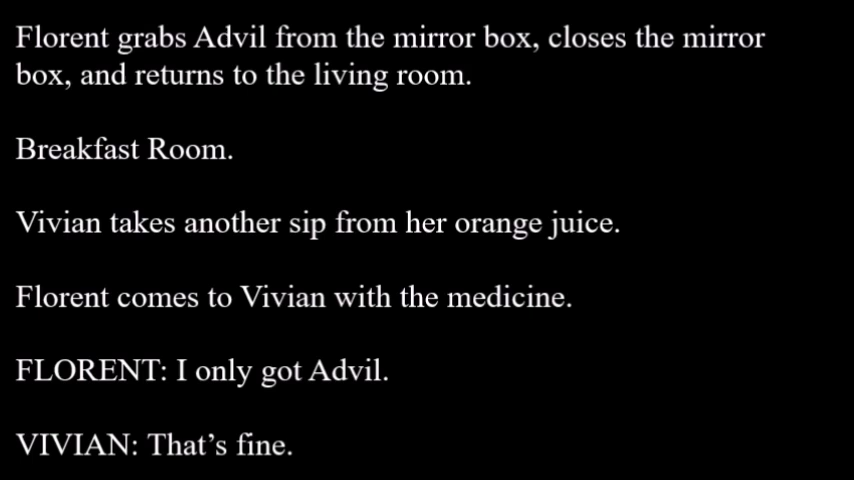 Florent grabs Advil from the mirror box, closes the mirror
box, and returns to the living room.
Breakfast Room.
Vivian takes another sip from her orange juice.
Florent comes to Vivian with the medicine.
FLORENT: I only got Advil.
VIVIAN: That’s fine.